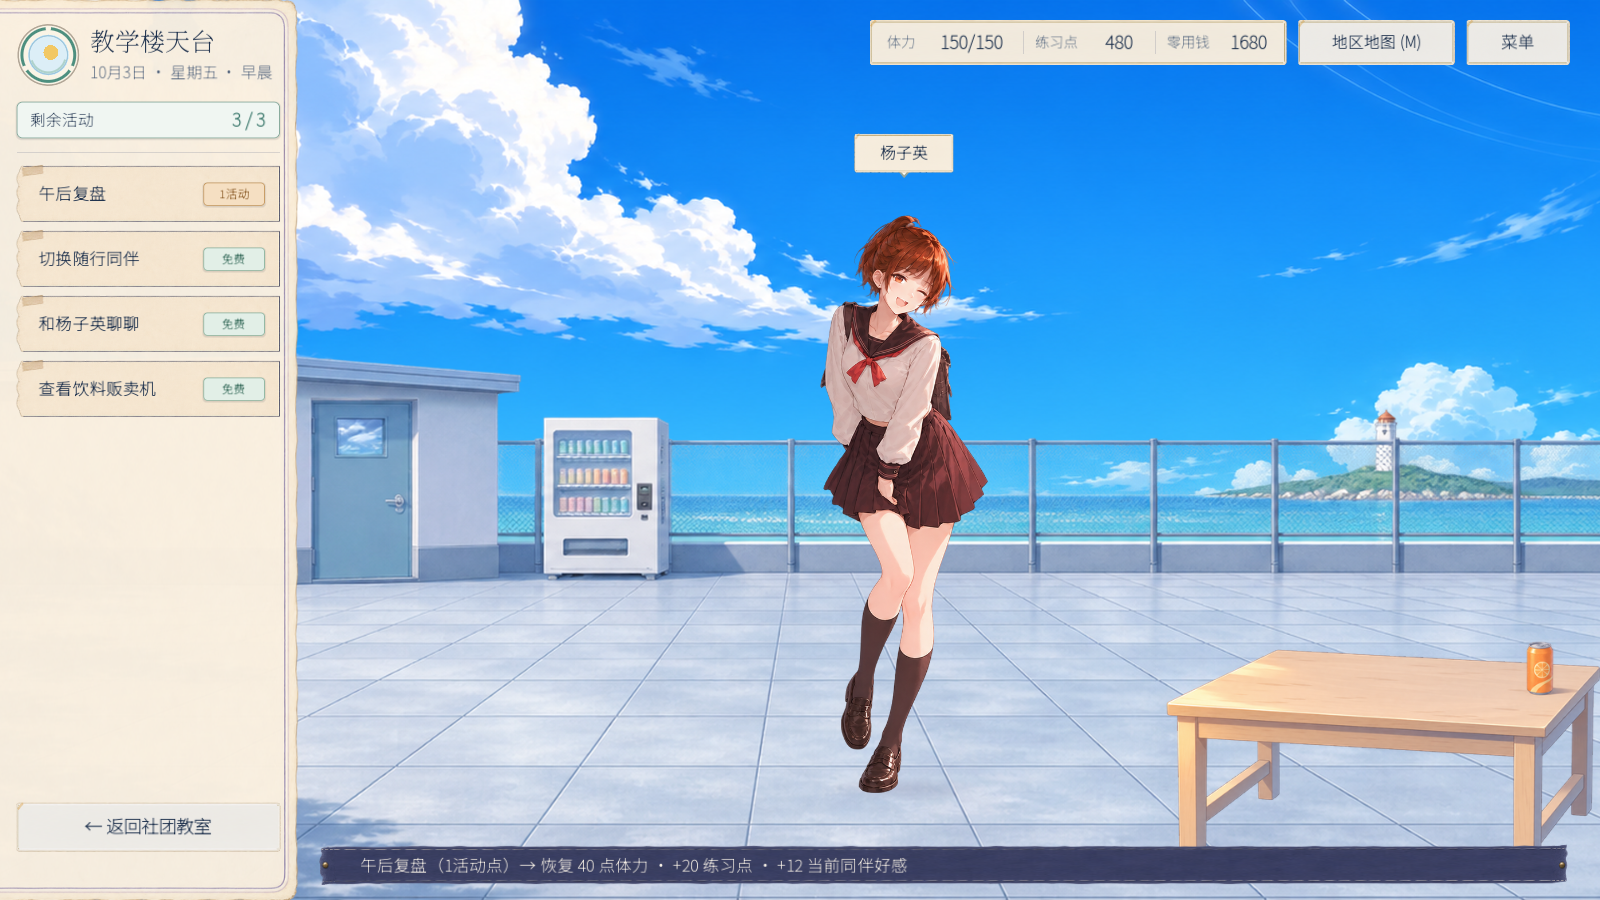 教学楼天台
10月3日 · 星期五 · 早晨
剩余活动 3/3
午后复盘 1活动
切换随行同伴 免费
和杨子英聊聊 免费
查看饮料贩卖机 免费
← 返回社团教室
体力 150/150 练习点 480 零用钱 1680
地区地图 (M)
菜单
杨子英
午后复盘（1活动点）→ 恢复 40 点体力 · +20 练习点 · +12 当前同伴好感